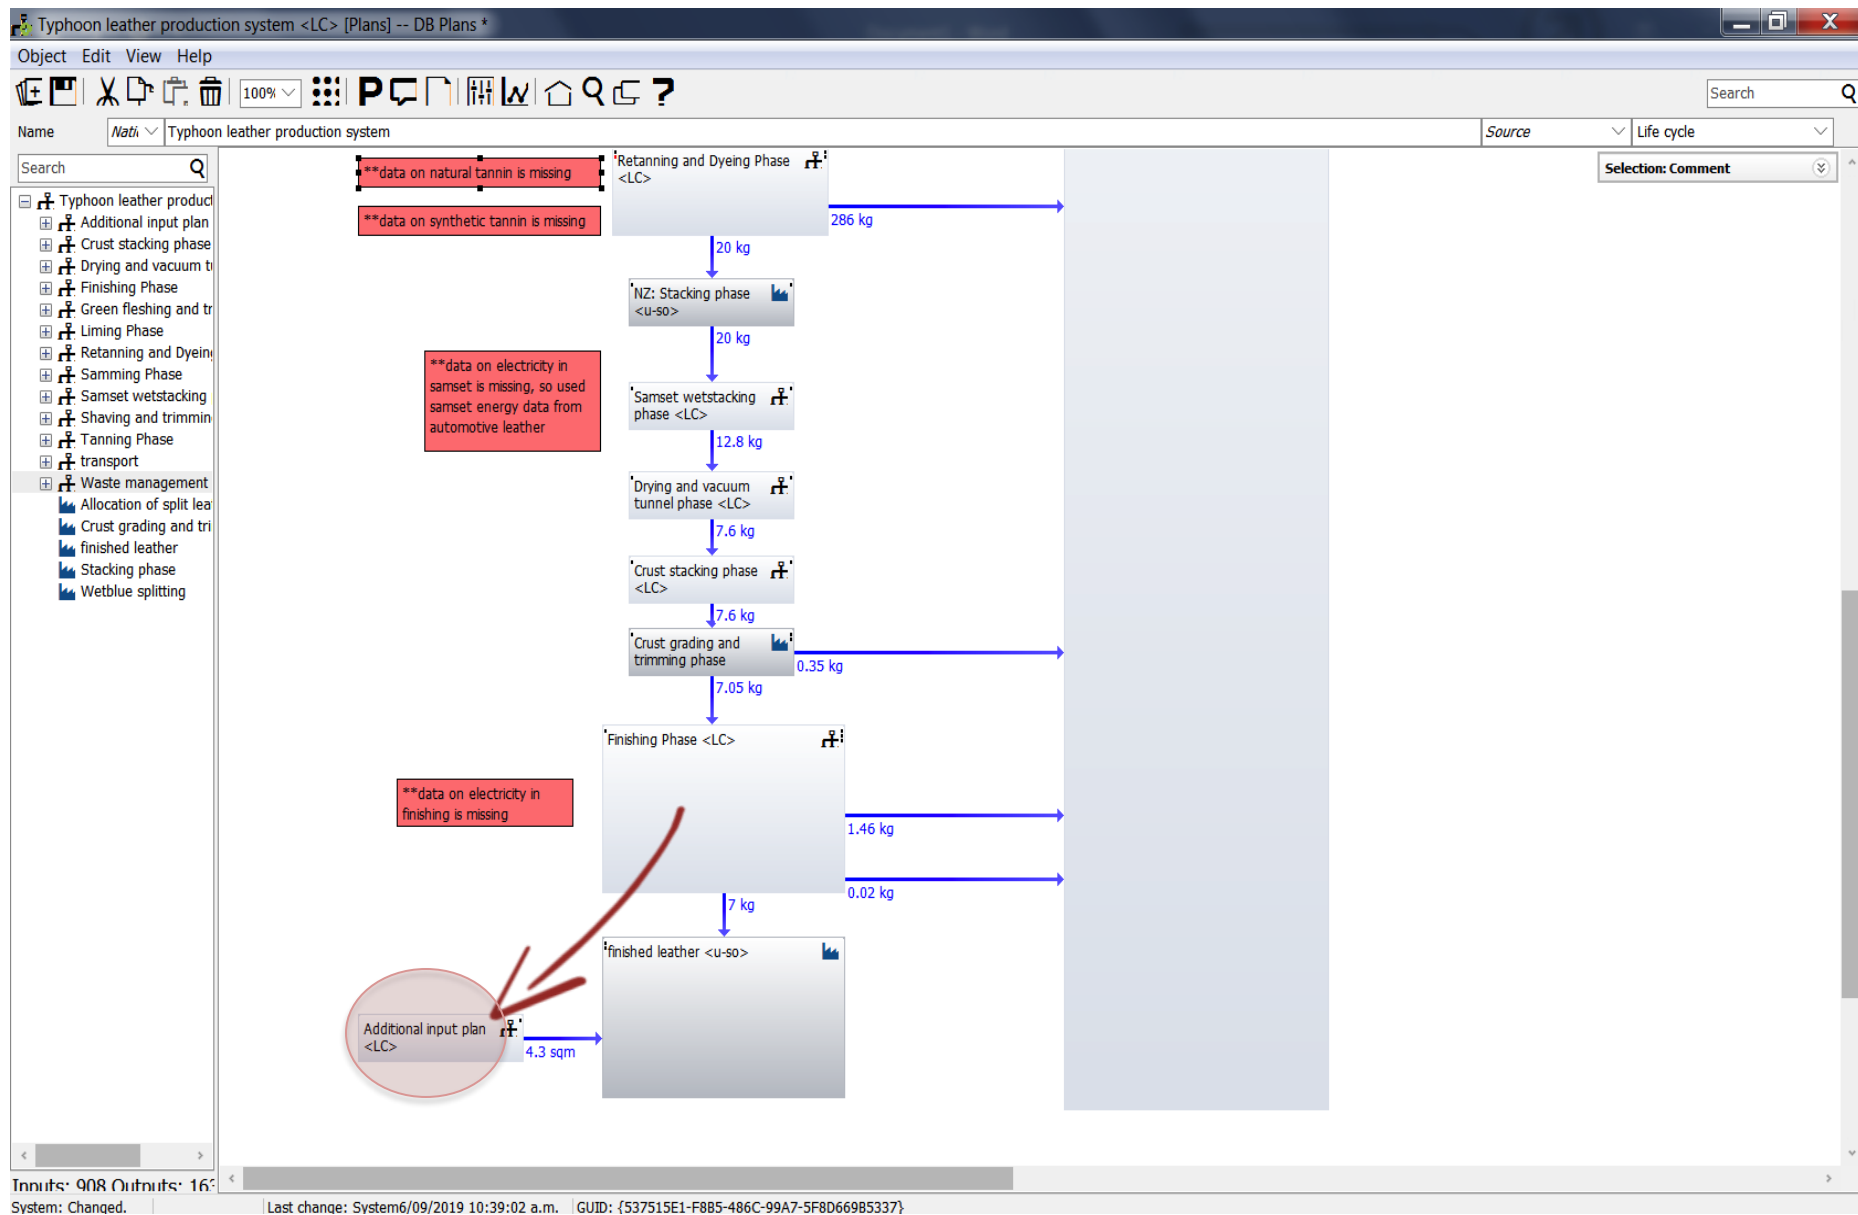 Typhoon leather production system <LC> [Plans] -- DB Plans *
Object Edit View Help
100%
Search
Name
Typhoon leather production system
Source
Life cycle
Search
Typhoon leather product
Additional input plan
Crust stacking phase
Drying and vacuum tu
Finishing Phase
Green fleshing and tr
Liming Phase
Retanning and Dyein
Samming Phase
Samset wetstacking
Shaving and trimmin
Tanning Phase
transport
Waste management
Allocation of split lea
Crust grading and tri
finished leather
Stacking phase
Wetblue splitting
Inputs: 908 Outputs: 163
Selection: Comment
**data on natural tannin is missing
**data on synthetic tannin is missing
Retanning and Dyeing Phase
<LC>
286 kg
20 kg
NZ: Stacking phase
<u-so>
20 kg
**data on electricity in
samset is missing, so used
samset energy data from
automotive leather
Samset wetstacking
phase <LC>
12.8 kg
Drying and vacuum
tunnel phase <LC>
7.6 kg
Crust stacking phase
<LC>
7.6 kg
Crust grading and
trimming phase
0.35 kg
7.05 kg
Finishing Phase <LC>
**data on electricity in
finishing is missing
1.46 kg
0.02 kg
7 kg
finished leather <u-so>
Additional input plan
<LC>
4.3 sqm
System: Changed.
Last change: System6/09/2019 10:39:02 a.m.
GUID: {537515E1-F8B5-486C-99A7-5F8D669B5337}